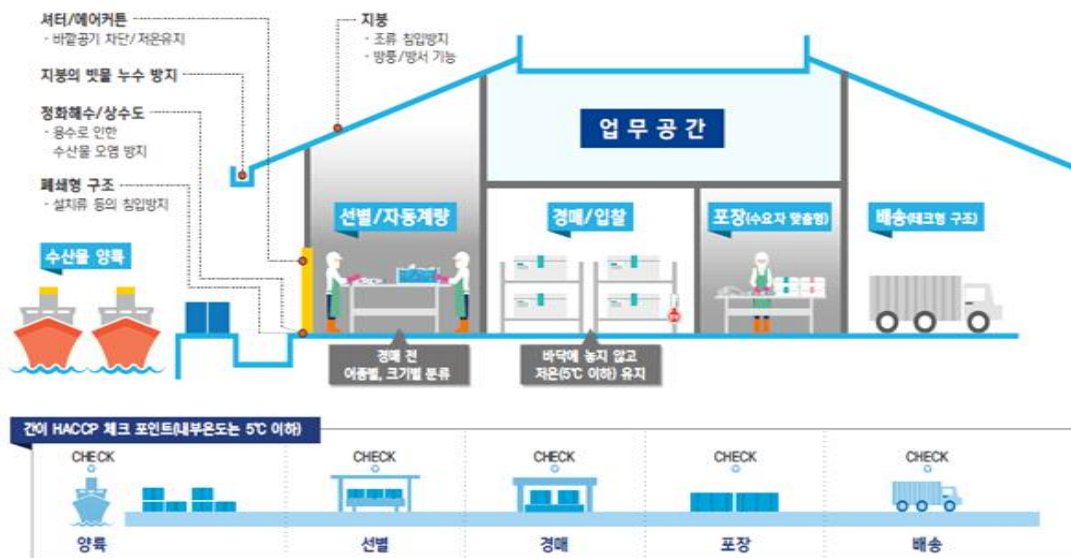 셔터/에어커튼
- 바깥공기 차단/저온유지
지붕의 빗물 누수 방지
정화해수/상수도
- 용수로 인한
수산물 오염 방지
폐쇄형 구조
- 설치류 등의 침입방지
지붕
- 조류 침입방지
- 방풍/방서 기능
업무공간
수산물 양륙
선별/자동계량
경매/입찰
포장(수요자 맞춤형)
배송(테크형 구조)
경매 전
어종별, 크기별 분류
바닥에 놓지 않고
저온(5℃ 이하) 유지
간이 HACCP 체크 포인트(내부온도는 5℃ 이하)
CHECK
CHECK
CHECK
CHECK
CHECK
양륙
선별
경매
포장
배송